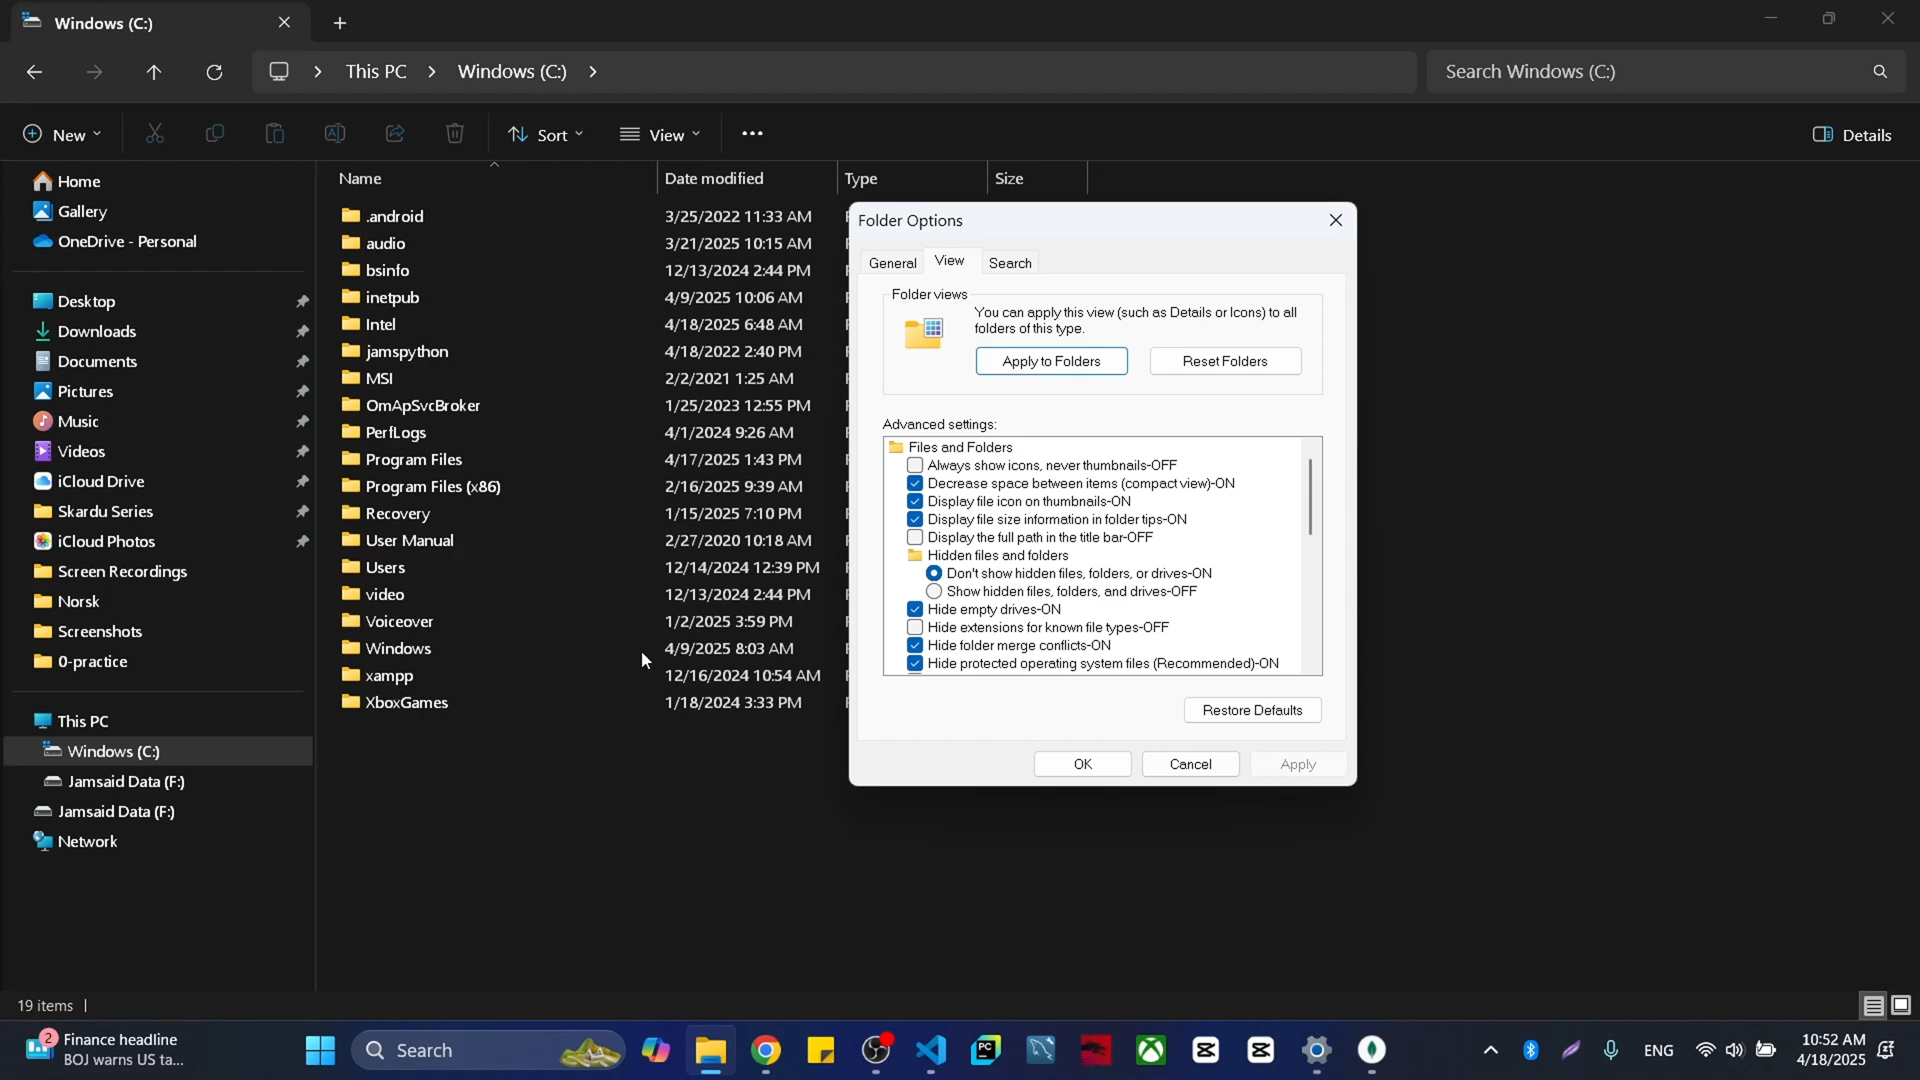 Windows (C:)
This PC
Windows (C:)
Search Windows (C:)
New
Sort
View
Details
Home
Gallery
OneDrive - Personal
Desktop
Downloads
Documents
Pictures
Music
Videos
iCloud Drive
Skardu Series
iCloud Photos
Screen Recordings
Norsk
Screenshots
0-practice
This PC
Windows (C:)
Jamsaid Data (F:)
Jamsaid Data (F:)
Network
Name Date modified Type Size
.android 3/25/2022 11:33 AM
audio 3/21/2025 10:15 AM
bsinfo 12/13/2024 2:44 PM
inetpub 4/9/2025 10:06 AM
Intel 4/18/2025 6:48 AM
jamspython 4/18/2022 2:40 PM
MSI 2/2/2021 1:25 AM
OmApSvcBroker 1/25/2023 12:55 PM
PerfLogs 4/1/2024 9:26 AM
Program Files 4/17/2025 1:43 PM
Program Files (x86) 2/16/2025 9:39 AM
Recovery 1/15/2025 7:10 PM
User Manual 2/27/2020 10:18 AM
Users 12/14/2024 12:39 PM
video 12/13/2024 2:44 PM
Voiceover 1/2/2025 3:59 PM
Windows 4/9/2025 8:03 AM
xampp 12/16/2024 10:54 AM
XboxGames 1/18/2024 3:33 PM
Folder Options
General View Search
Folder views
You can apply this view (such as Details or Icons) to all
folders of this type.
Apply to Folders Reset Folders
Advanced settings:
Files and Folders
Always show icons, never thumbnails-OFF
Decrease space between items (compact view)-ON
Display file icon on thumbnails-ON
Display file size information in folder tips-ON
Display the full path in the title bar-OFF
Hidden files and folders
Don't show hidden files, folders, or drives-ON
Show hidden files, folders, and drives-OFF
Hide empty drives-ON
Hide extensions for known file types-OFF
Hide folder merge conflicts-ON
Hide protected operating system files (Recommended)-ON
Restore Defaults
OK Cancel Apply
19 items
2
Finance headline
BOJ warns US ta...
Search
PC
ENG
10:52 AM
4/18/2025